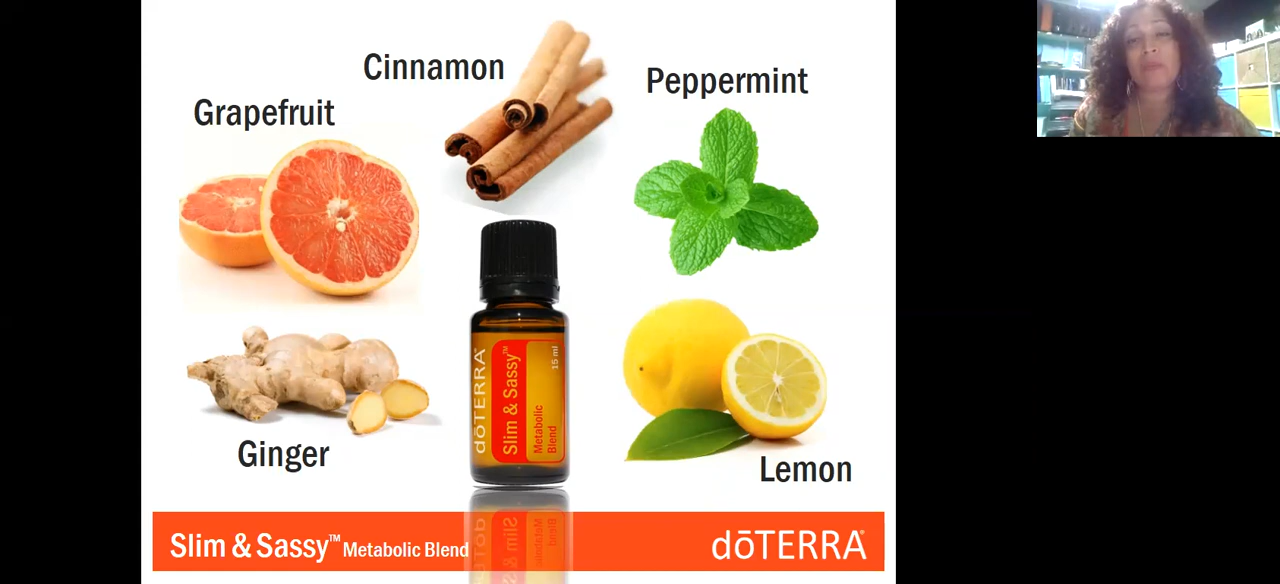 Cinnamon
Peppermint
Grapefruit
Ginger
Lemon
dōTERRA®
Slim & Sassy™
Metabolic
Blend
15 ml
Slim & Sassy™ Metabolic Blend
dōTERRA®